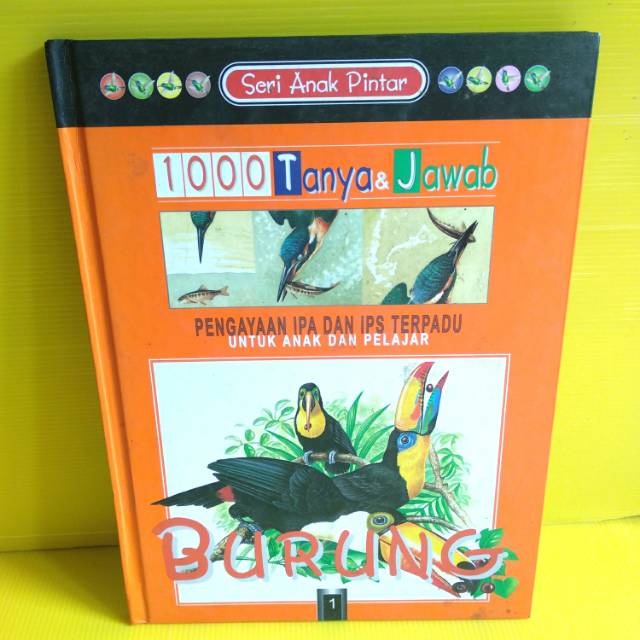 Seri Anak Pintar
1000 Tanya & Jawab
PENGAYAAN IPA DAN IPS TERPADU
UNTUK ANAK DAN PELAJAR
BURUNG
1